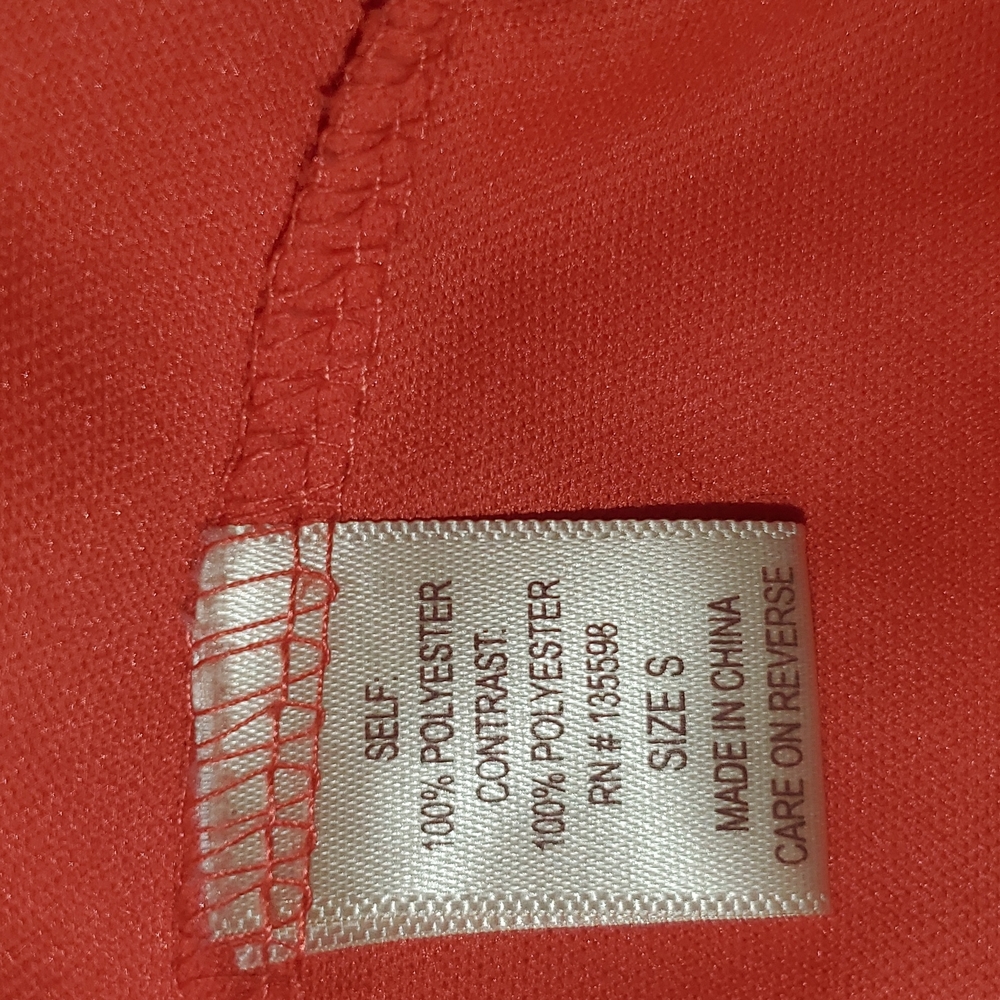 SELF.
100% POLYESTER
CONTRAST.
100% POLYESTER
RN # 135598
SIZE S
MADE IN CHINA
CARE ON REVERSE